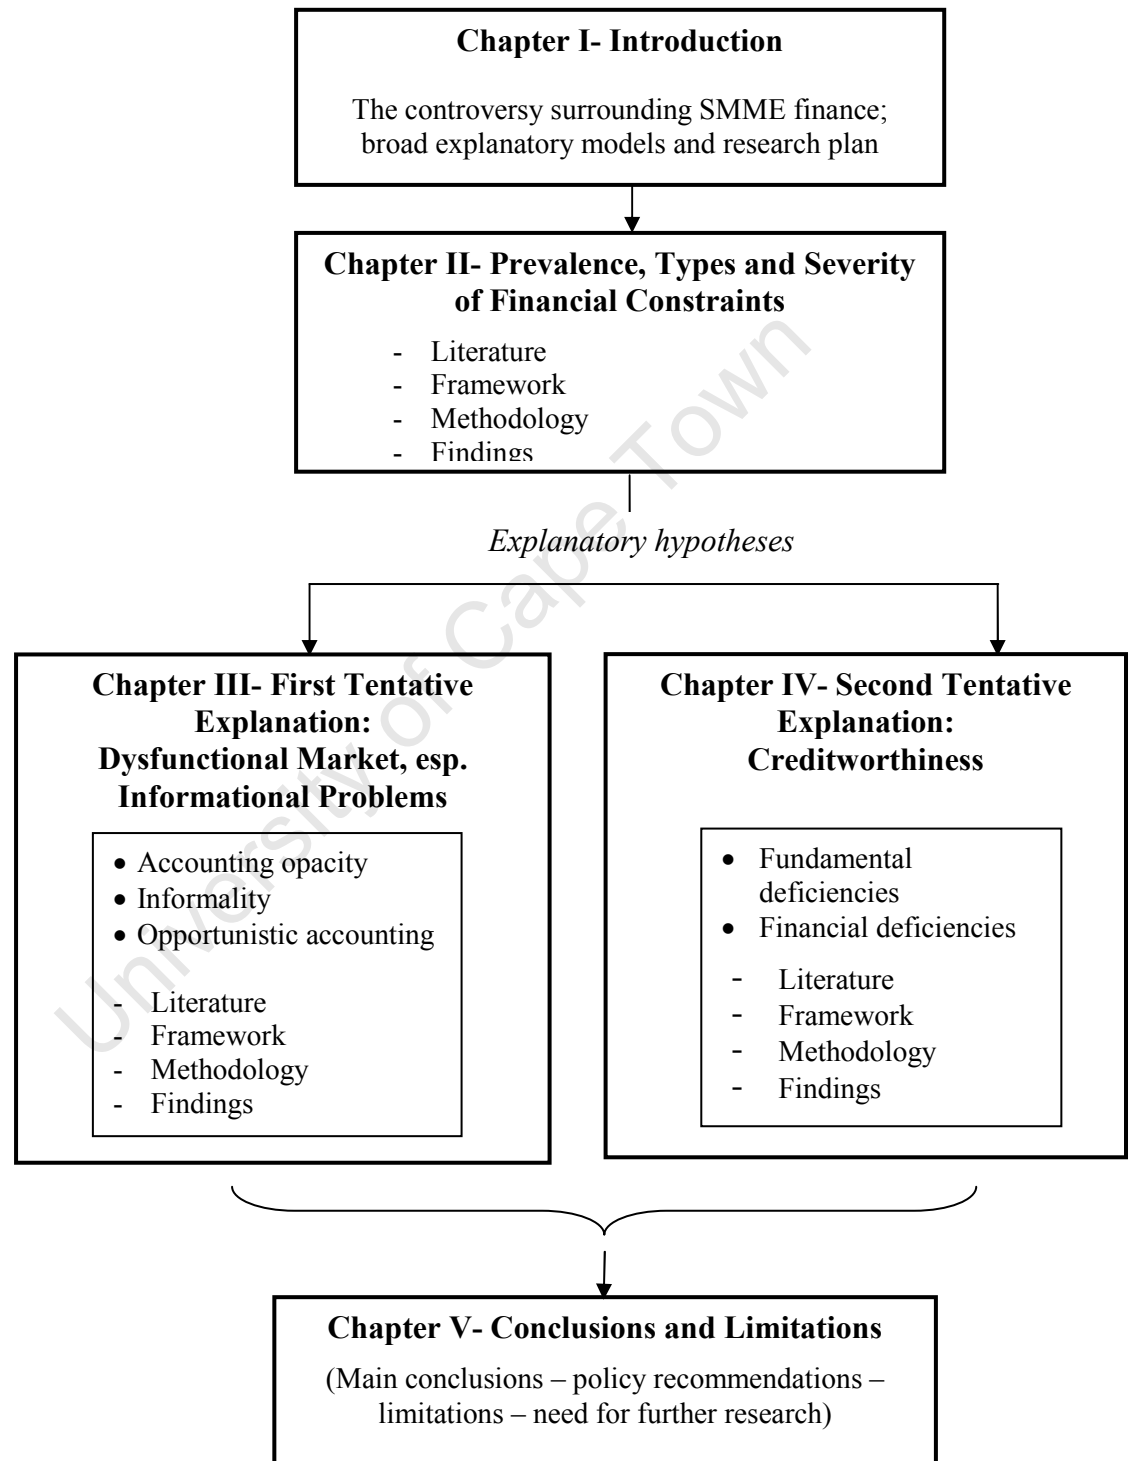 Chapter I- Introduction
The controversy surrounding SMME finance;
broad explanatory models and research plan
Chapter II- Prevalence, Types and Severity
of Financial Constraints
- Literature
- Framework
- Methodology
- Findings
Explanatory hypotheses
Chapter III- First Tentative
Explanation:
Dysfunctional Market, esp.
Informational Problems
• Accounting opacity
• Informality
• Opportunistic accounting
- Literature
- Framework
- Methodology
- Findings
Chapter IV- Second Tentative
Explanation:
Creditworthiness
• Fundamental
deficiencies
• Financial deficiencies
- Literature
- Framework
- Methodology
- Findings
Chapter V- Conclusions and Limitations
(Main conclusions – policy recommendations –
limitations – need for further research)
University of Cape Town